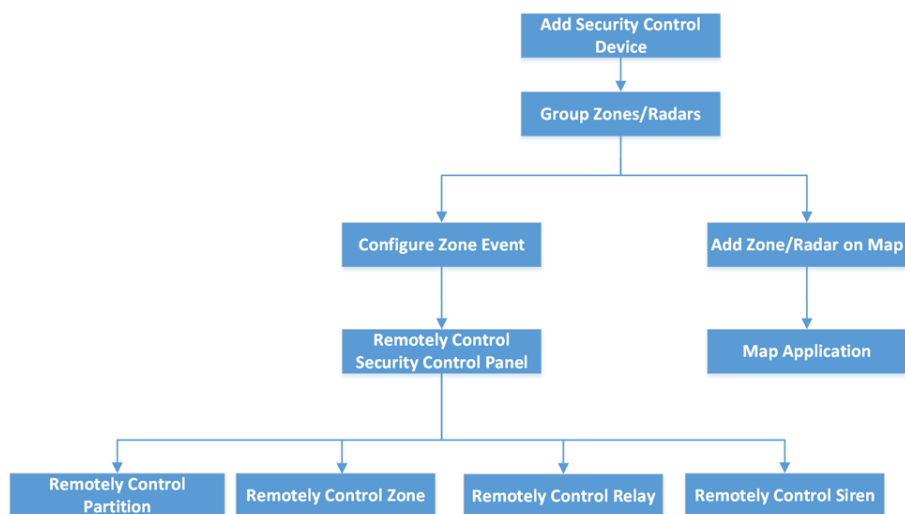 Add Security Control
Device
Group Zones/Radars
Configure Zone Event
Add Zone/Radar on Map
Remotely Control
Security Control Panel
Map Application
Remotely Control
Partition
Remotely Control Zone
Remotely Control Relay
Remotely Control Siren